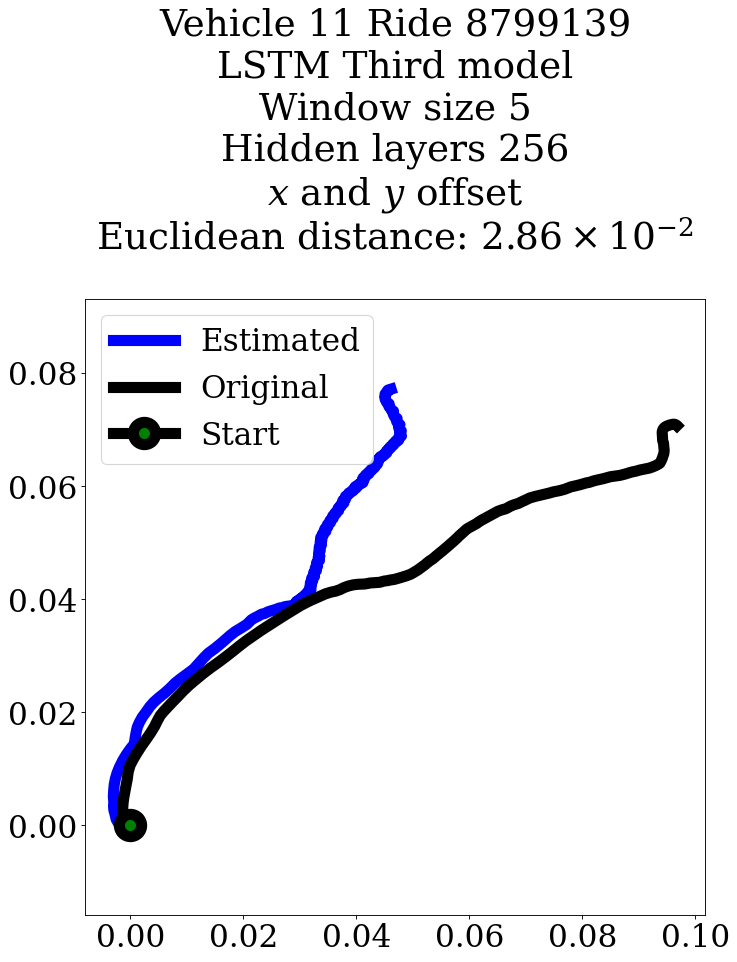 Vehicle 11 Ride 8799139
LSTM Third model
Window size 5
Hidden layers 256
x and y offset
Euclidean distance: 2.86 × 10⁻²
Estimated
Original
Start
0.08
0.06
0.04
0.02
0.00
0.00 0.02 0.04 0.06 0.08 0.10